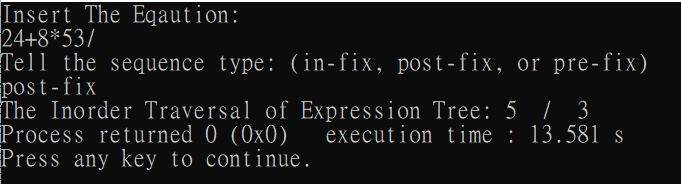 Insert The Eqaution:
24+8*53/
Tell the sequence type: (in-fix, post-fix, or pre-fix)
post-fix
The Inorder Traversal of Expression Tree: 5  /  3
Process returned 0 (0x0)   execution time : 13.581 s
Press any key to continue.